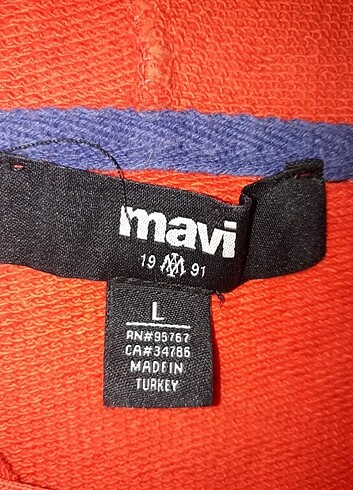 mavi
19 91
L
RN#95767
CA#34786
MADE IN
TURKEY